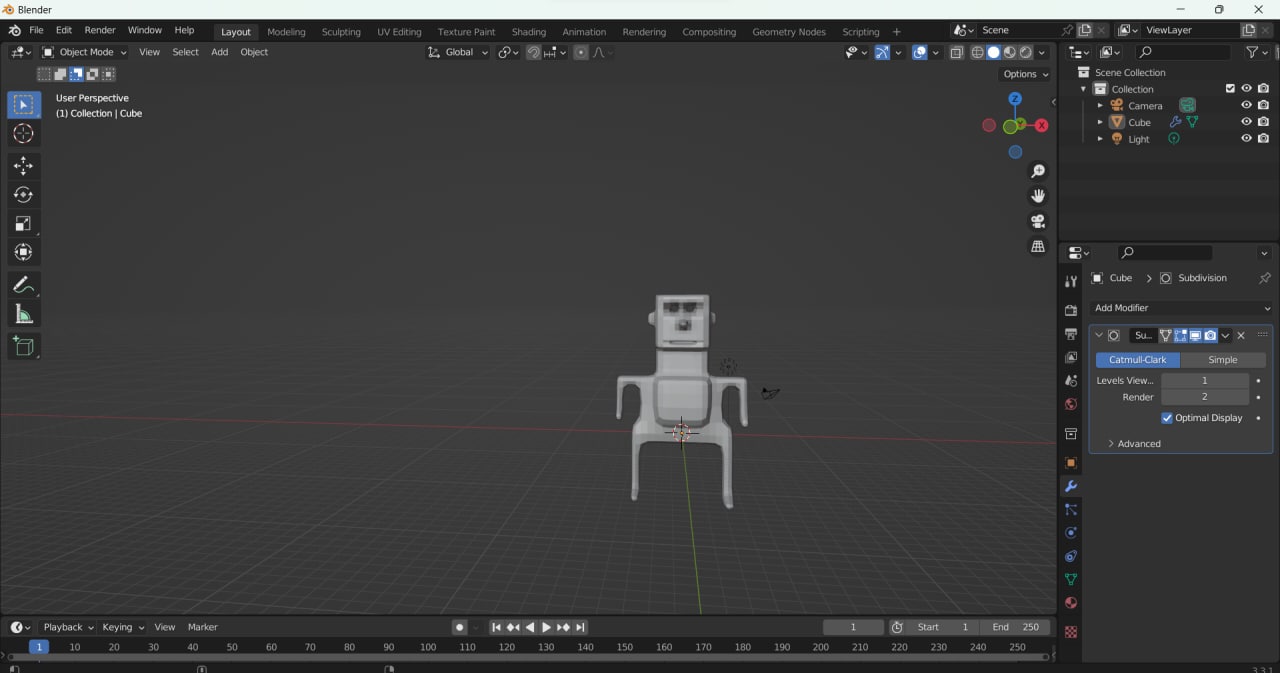 Blender
File Edit Render Window Help Layout Modeling Sculpting UV Editing Texture Paint Shading Animation Rendering Compositing Geometry Nodes Scripting + Scene ViewLayer
Object Mode View Select Add Object Global
Options
User Perspective
(1) Collection | Cube
Z
Y
X
Scene Collection
Collection
Camera
Cube
Light
Cube > Subdivision
Add Modifier
Su...
Catmull-Clark Simple
Levels View... 1
Render 2
Optimal Display
> Advanced
Playback Keying View Marker 1 Start 1 End 250
1 10 20 30 40 50 60 70 80 90 100 110 120 130 140 150 160 170 180 190 200 210 220 230 240 250
3.3.1